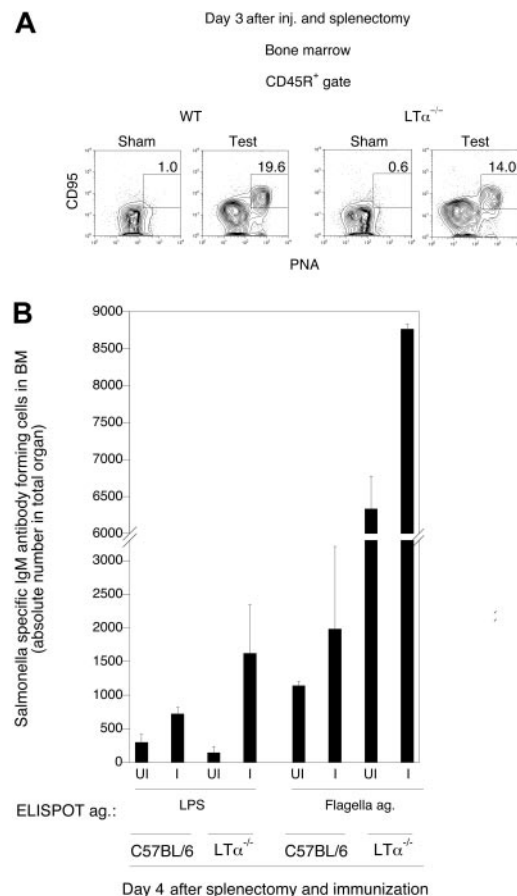 A
Day 3 after inj. and splenectomy
Bone marrow
CD45R⁺ gate
WT LTα⁻/⁻
Sham Test Sham Test
1.0 19.6 0.6 14.0
CD95
PNA
B
Salmonella specific IgM antibody forming cells in BM
(absolute number in total organ)
9000
8500
8000
7500
7000
6500
6000
3000
2500
2000
1500
1000
500
0
UI I UI I UI I UI I
ELISPOT ag.: LPS Flagella ag.
C57BL/6 LTα⁻/⁻ C57BL/6 LTα⁻/⁻
Day 4 after splenectomy and immunization